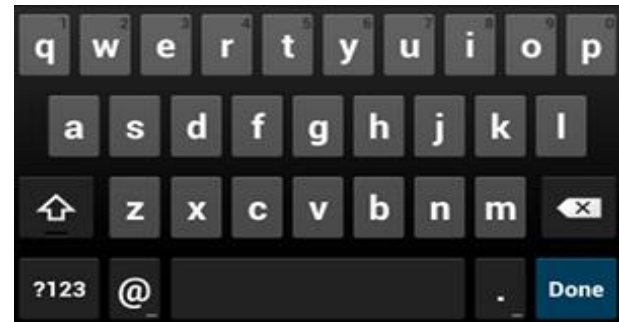 1 2 3 4 5 6 7 8 9 0
q w e r t y u i o p
a s d f g h j k l
z x c v b n m
?123 @ . Done